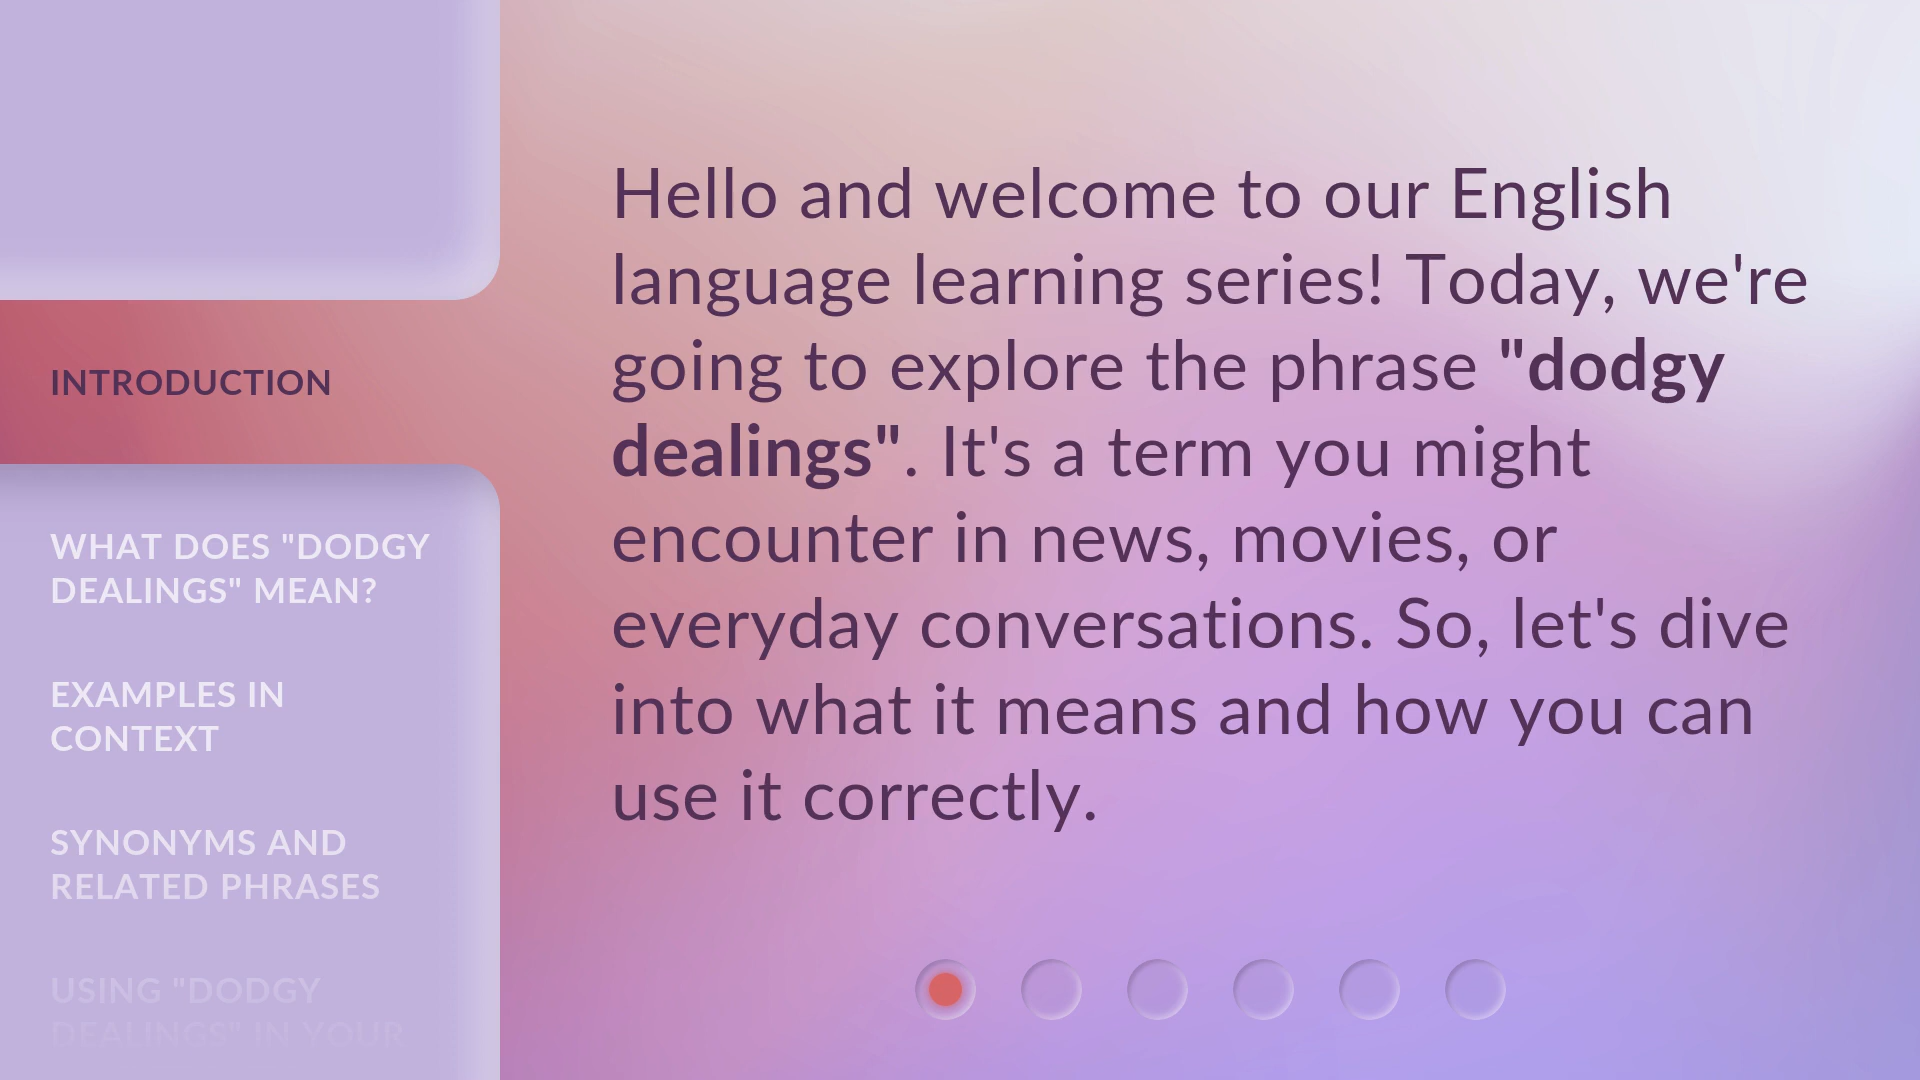 INTRODUCTION
WHAT DOES "DODGY
DEALINGS" MEAN?
EXAMPLES IN
CONTEXT
SYNONYMS AND
RELATED PHRASES
USING "DODGY
DEALINGS" IN YOUR
Hello and welcome to our English
language learning series! Today, we're
going to explore the phrase "dodgy
dealings". It's a term you might
encounter in news, movies, or
everyday conversations. So, let's dive
into what it means and how you can
use it correctly.